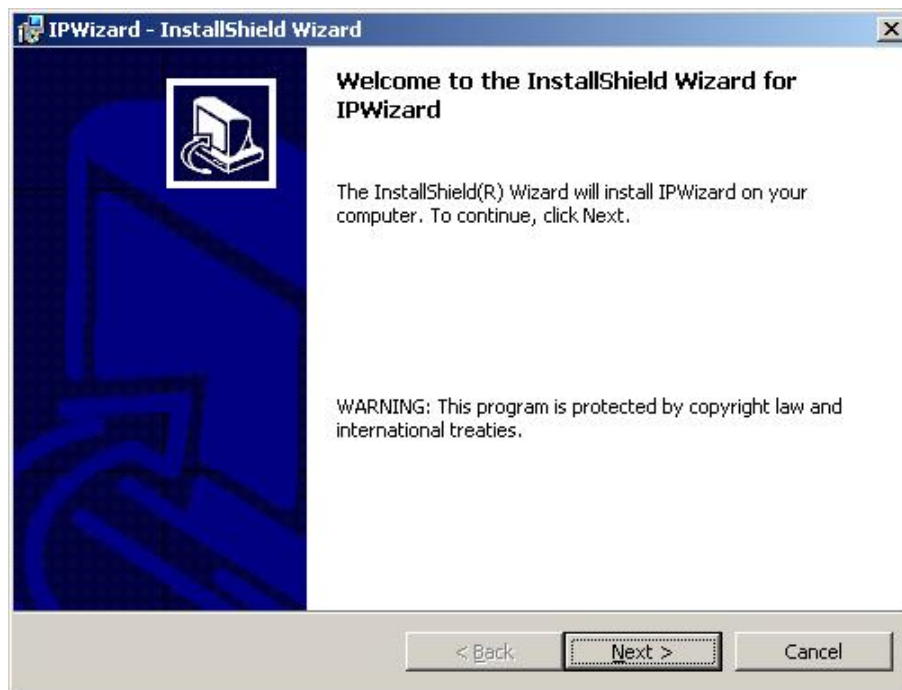 IPWizard - InstallShield Wizard
Welcome to the InstallShield Wizard for
IPWizard
The InstallShield(R) Wizard will install IPWizard on your
computer. To continue, click Next.
WARNING: This program is protected by copyright law and
international treaties.
< Back
Next >
Cancel